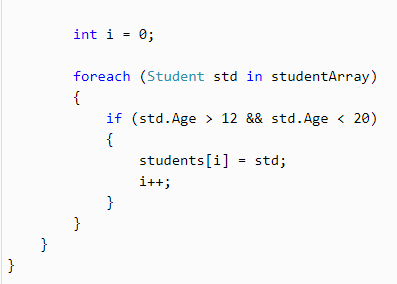 int i = 0;
foreach (Student std in studentArray)
{
if (std.Age > 12 && std.Age < 20)
{
students[i] = std;
i++;
}
}
}
}